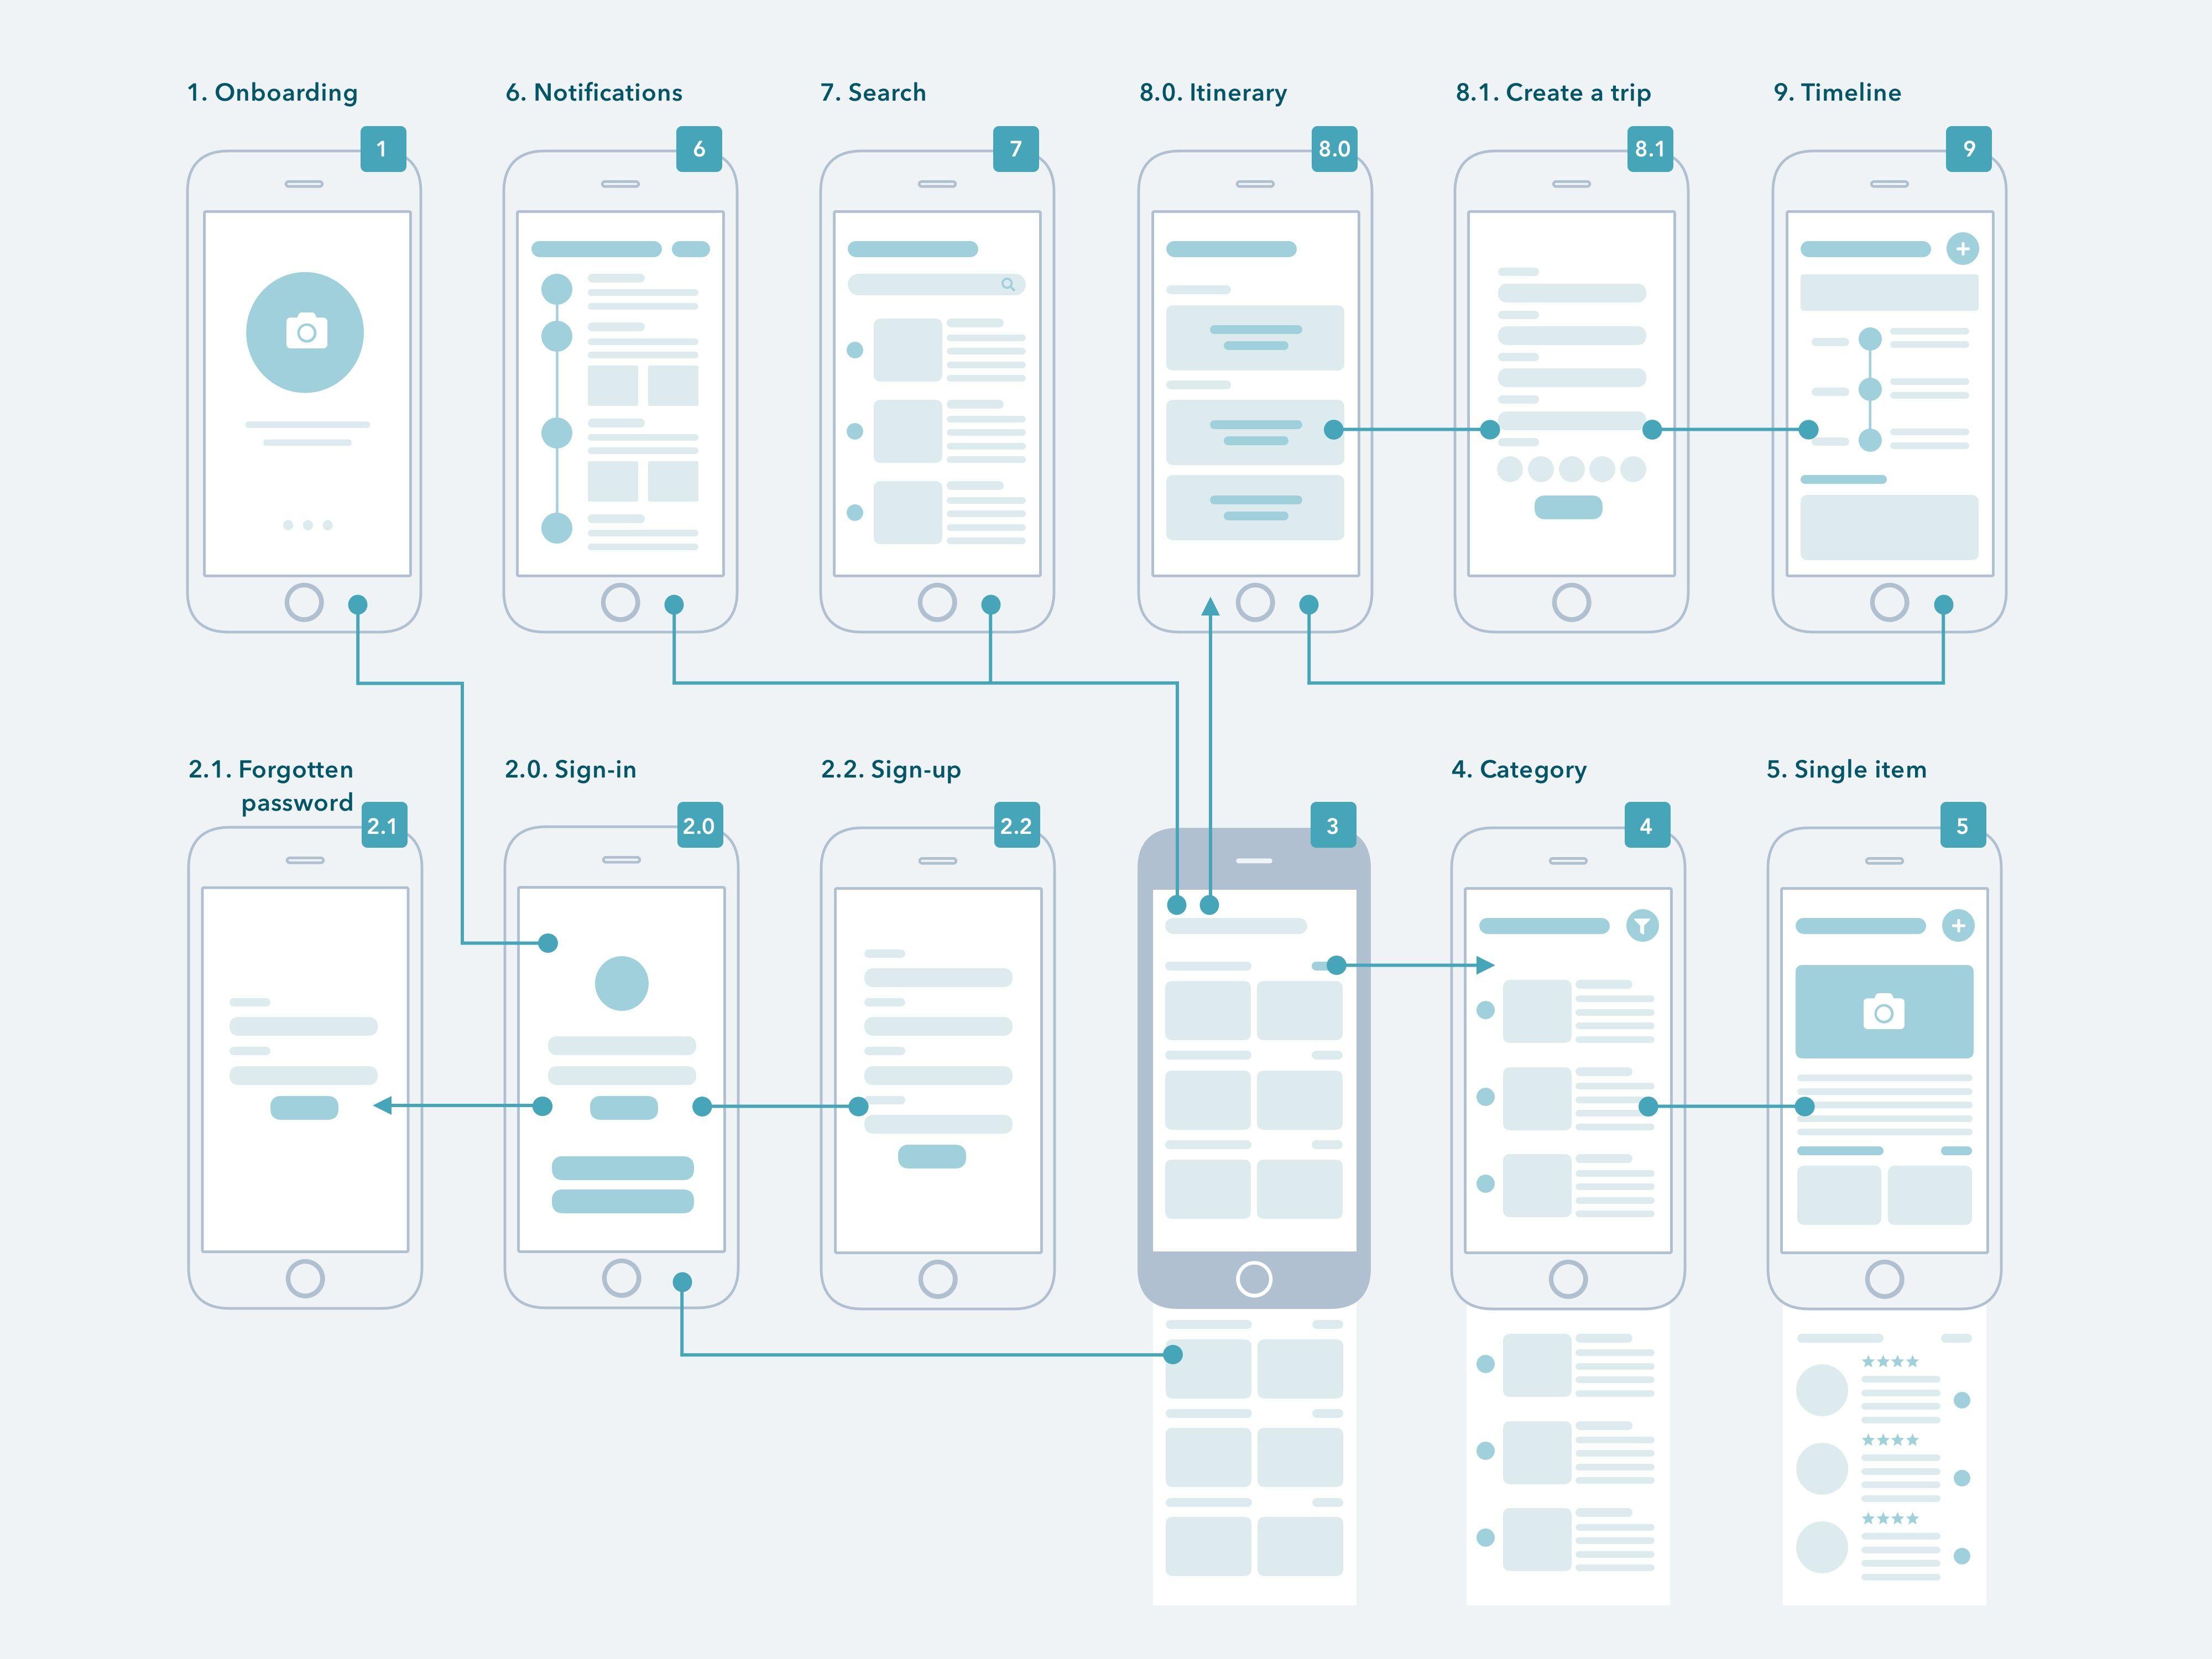 1. Onboarding
6. Notifications
7. Search
8.0. Itinerary
8.1. Create a trip
9. Timeline
1
6
7
8.0
8.1
9
2.1. Forgotten
password
2.0. Sign-in
2.2. Sign-up
4. Category
5. Single item
2.1
2.0
2.2
3
4
5